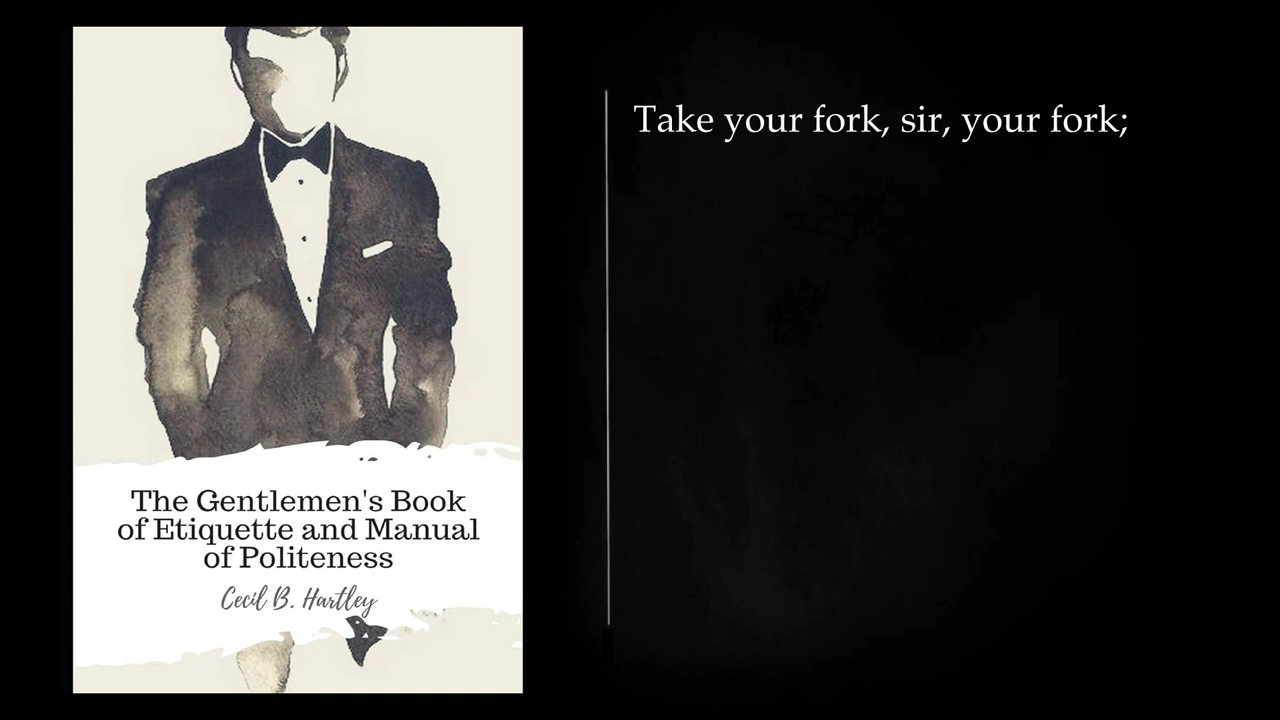 The Gentlemen's Book
of Etiquette and Manual
of Politeness
Cecil B. Hartley
Take your fork, sir, your fork;